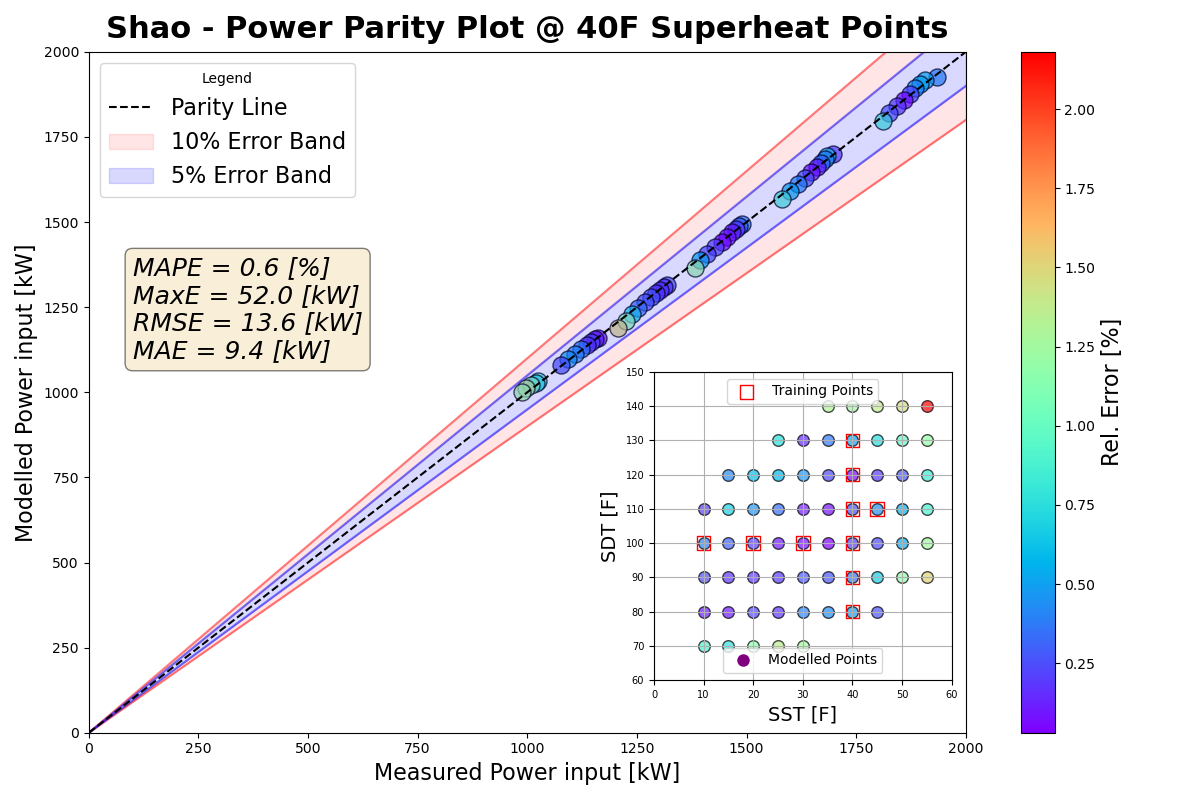 Shao - Power Parity Plot @ 40F Superheat Points
Modelled Power input [kW]
2000
1750
1500
1250
1000
750
500
250
0
Legend
Parity Line
10% Error Band
5% Error Band
MAPE = 0.6 [%]
MaxE = 52.0 [kW]
RMSE = 13.6 [kW]
MAE = 9.4 [kW]
SDT [F]
150
140
130
120
110
100
90
80
70
60
Training Points
Modelled Points
0 10 20 30 40 50 60
SST [F]
0 250 500 750 1000 1250 1500 1750 2000
Measured Power input [kW]
2.00
1.75
1.50
1.25
1.00
0.75
0.50
0.25
Rel. Error [%]